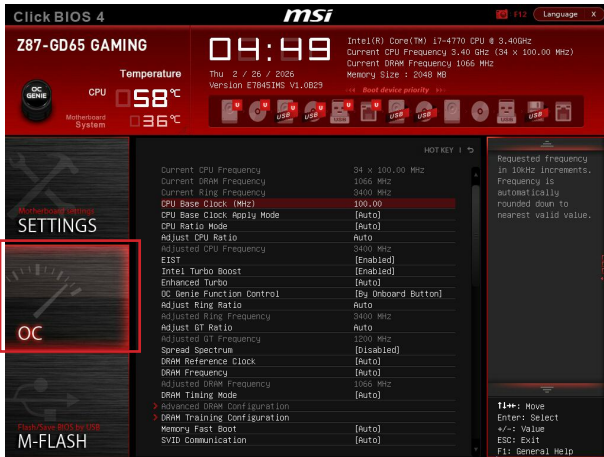 Click BIOS 4
msi
F12
Language
X
Z87-GD65 GAMING
OC
GENIE
Temperature
CPU 58°C
Motherboard
System 36°C
04:49
Thu 2 / 26 / 2026
Version E7845IMS V1.0B29
Intel(R) Core(TM) i7-4770 CPU @ 3.40GHz
Current CPU Frequency 3.40 GHz (34 x 100.00 MHz)
Current DRAM Frequency 1066 MHz
Memory Size : 2048 MB
Boot device priority
U U U U U U U U
USB USB USB USB
Motherboard settings
SETTINGS
OC
Flash/Save BIOS by USB
M-FLASH
HOT KEY
Current CPU Frequency 34 x 100.00 MHz
Current DRAM Frequency 1066 MHz
Current Ring Frequency 3400 MHz
CPU Base Clock (MHz) 100.00
CPU Base Clock Apply Mode [Auto]
CPU Ratio Mode [Auto]
Adjust CPU Ratio Auto
Adjusted CPU Frequency 3400 MHz
EIST [Enabled]
Intel Turbo Boost [Enabled]
Enhanced Turbo [Auto]
OC Genie Function Control [By Onboard Button]
Adjust Ring Ratio Auto
Adjusted Ring Frequency 3400 MHz
Adjust GT Ratio Auto
Adjusted GT Frequency 1200 MHz
Spread Spectrum [Disabled]
DRAM Reference Clock [Auto]
DRAM Frequency [Auto]
Adjusted DRAM Frequency 1066 MHz
DRAM Timing Mode [Auto]
> Advanced DRAM Configuration
> DRAM Training Configuration
Memory Fast Boot [Auto]
SVID Communication [Auto]
Requested frequency
in 10kHz increments.
Frequency is
automatically
rounded down to
nearest valid value.
↑↓→←: Move
Enter: Select
+/-: Value
ESC: Exit
F1: General Help